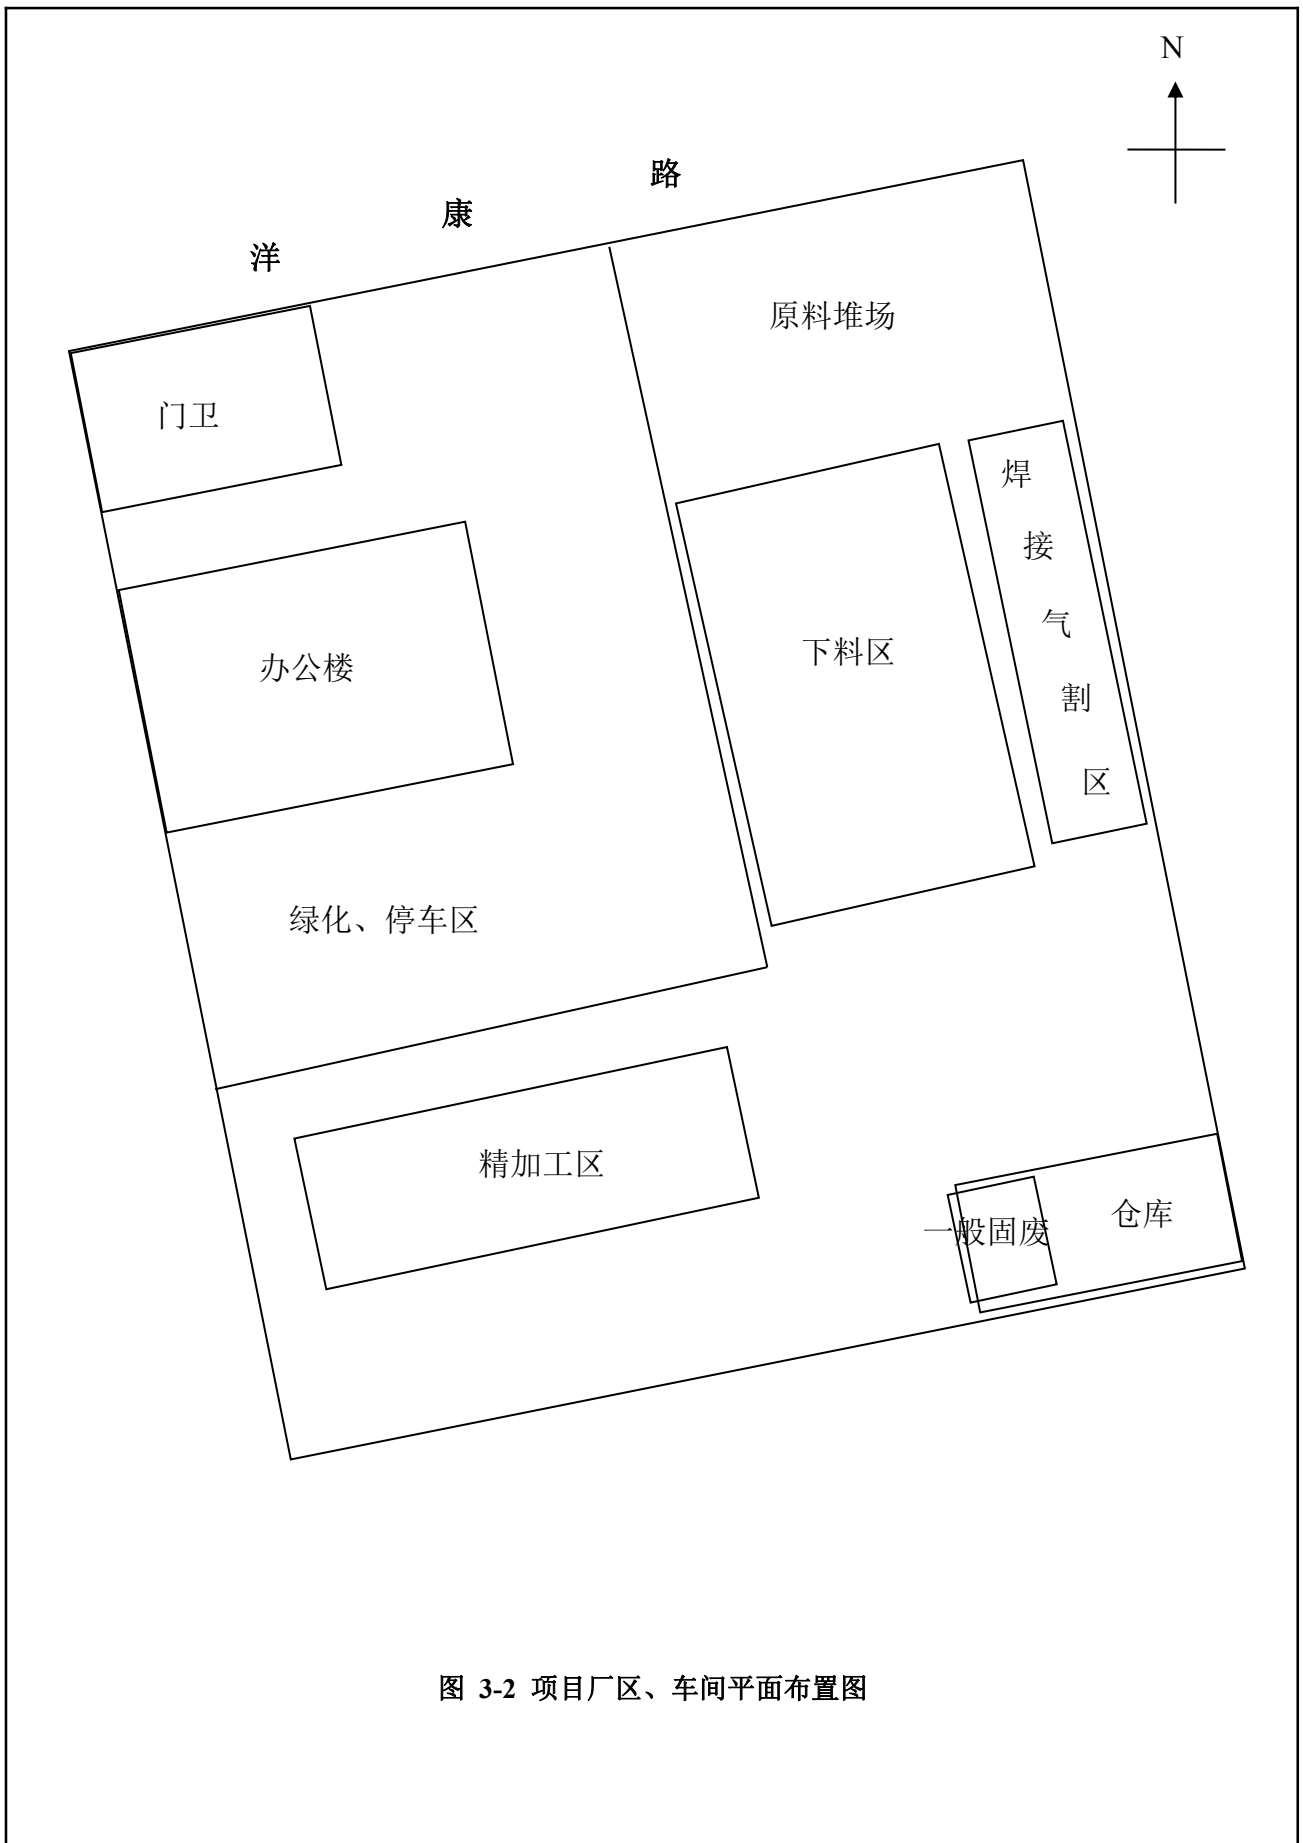 N
洋康路
原料堆场
门卫
焊接气割区
下料区
办公楼
绿化、停车区
精加工区
仓库
一般固废
图 3-2 项目厂区、车间平面布置图